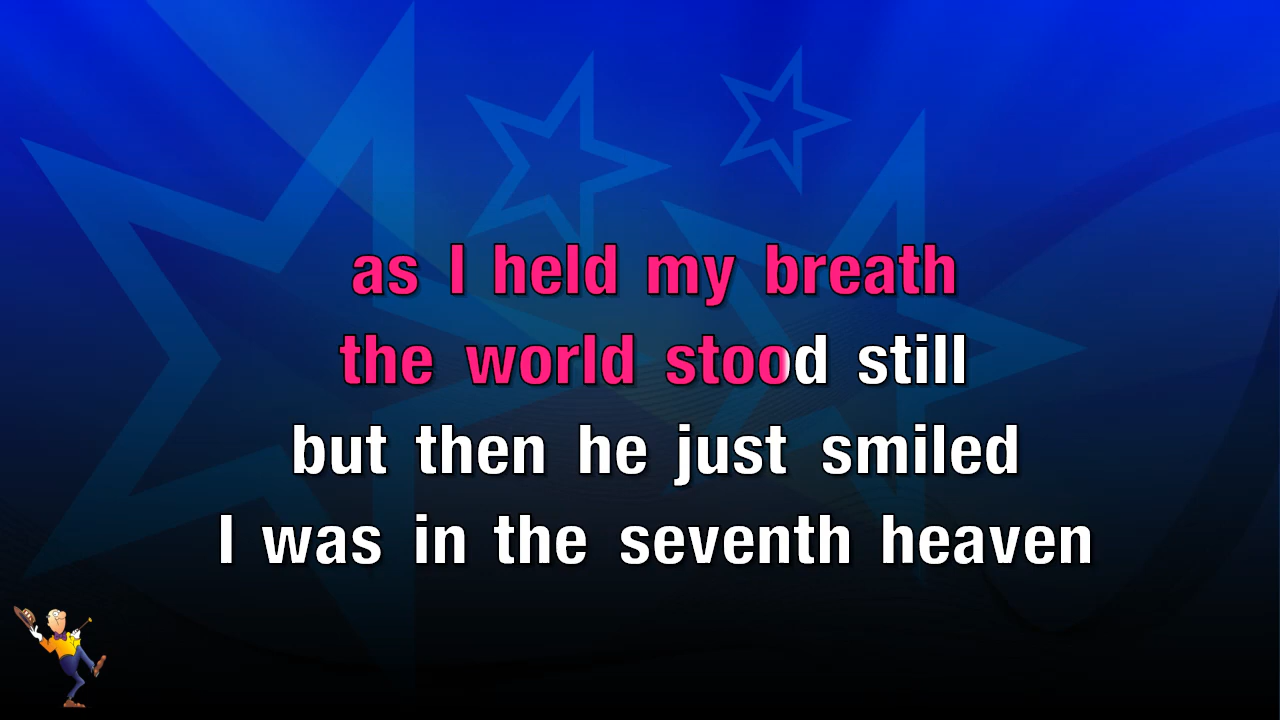 as I held my breath
the world stood still
but then he just smiled
I was in the seventh heaven